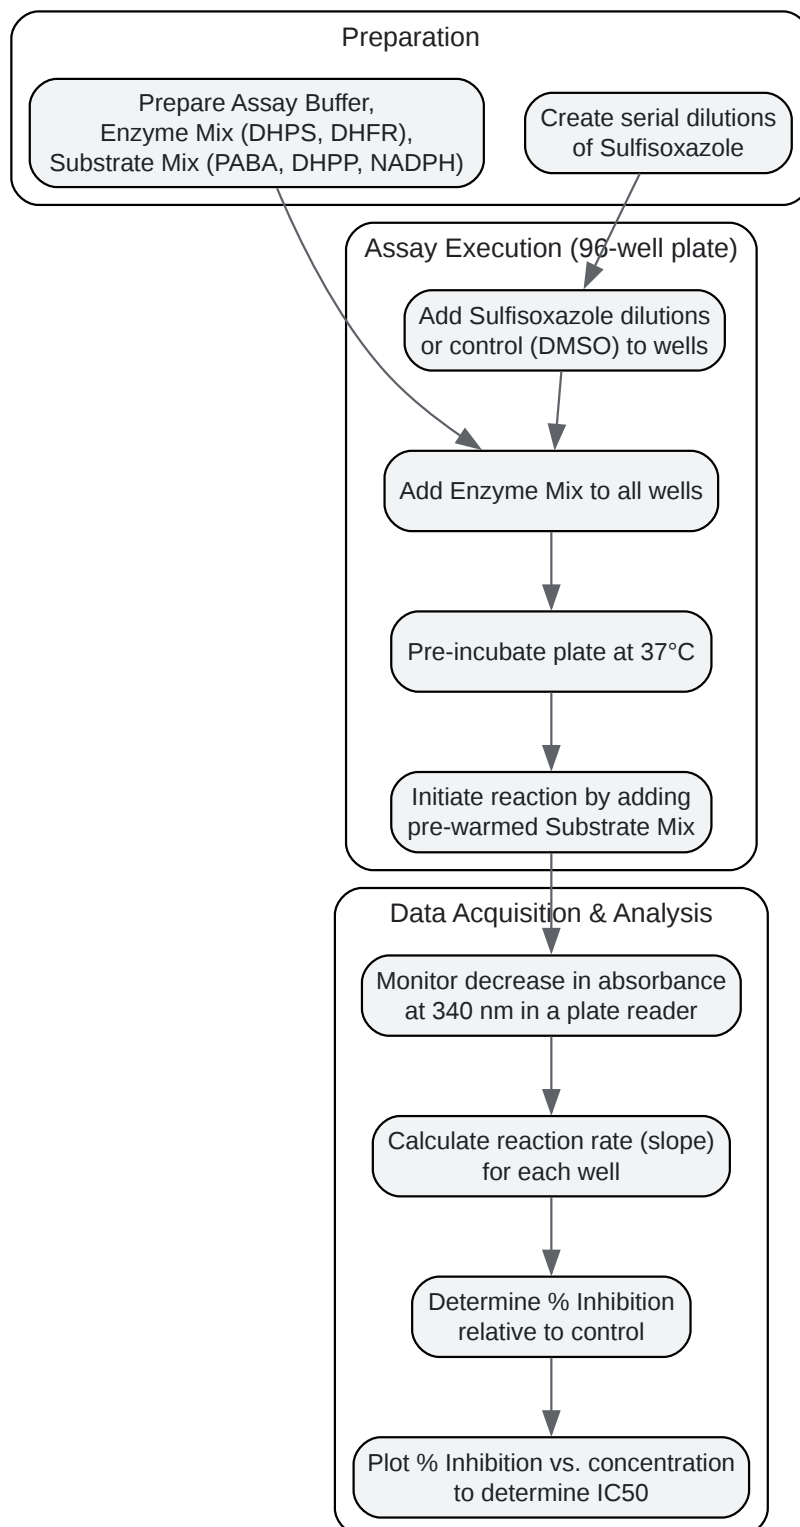 Preparation
Prepare Assay Buffer,
Enzyme Mix (DHPS, DHFR),
Substrate Mix (PABA, DHPP, NADPH)
Create serial dilutions
of Sulfisoxazole
Assay Execution (96-well plate)
Add Sulfisoxazole dilutions
or control (DMSO) to wells
Add Enzyme Mix to all wells
Pre-incubate plate at 37°C
Initiate reaction by adding
pre-warmed Substrate Mix
Data Acquisition & Analysis
Monitor decrease in absorbance
at 340 nm in a plate reader
Calculate reaction rate (slope)
for each well
Determine % Inhibition
relative to control
Plot % Inhibition vs. concentration
to determine IC50